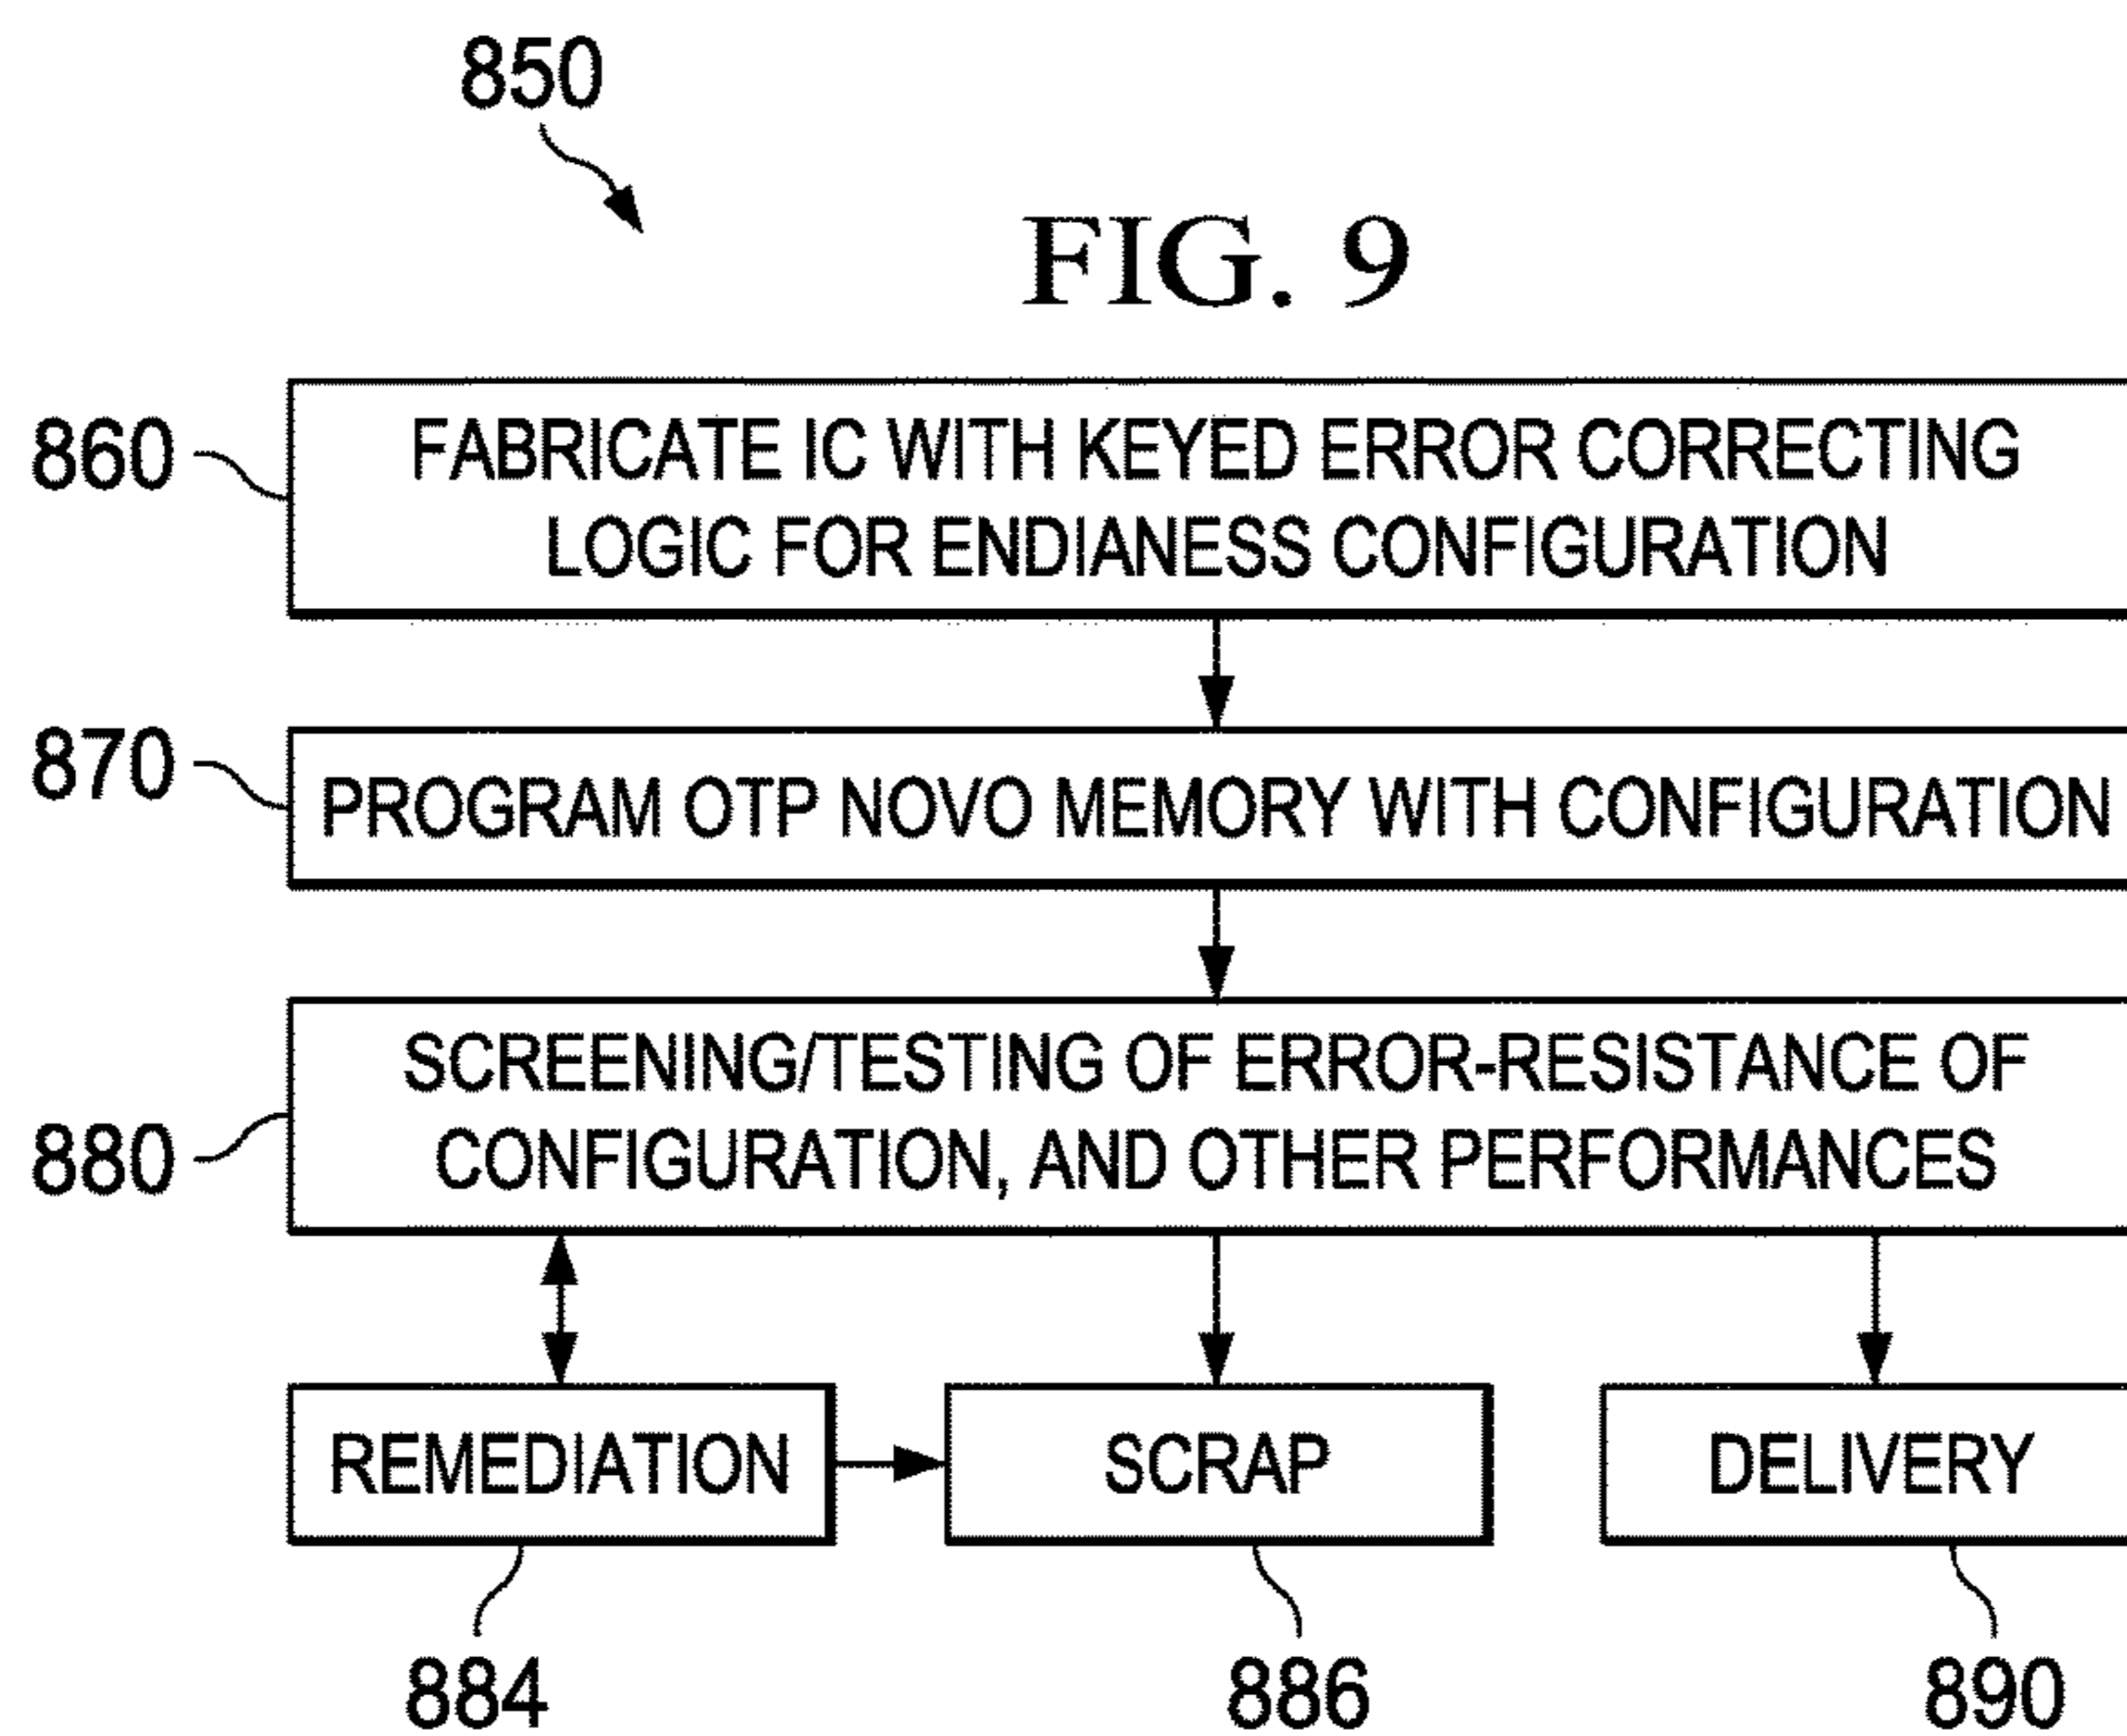 850
FIG. 9
860
FABRICATE IC WITH KEYED ERROR CORRECTING
LOGIC FOR ENDIANESS CONFIGURATION
870
PROGRAM OTP NOVO MEMORY WITH CONFIGURATION
880
SCREENING/TESTING OF ERROR-RESISTANCE OF
CONFIGURATION, AND OTHER PERFORMANCES
REMEDIATION
SCRAP
DELIVERY
884
886
890